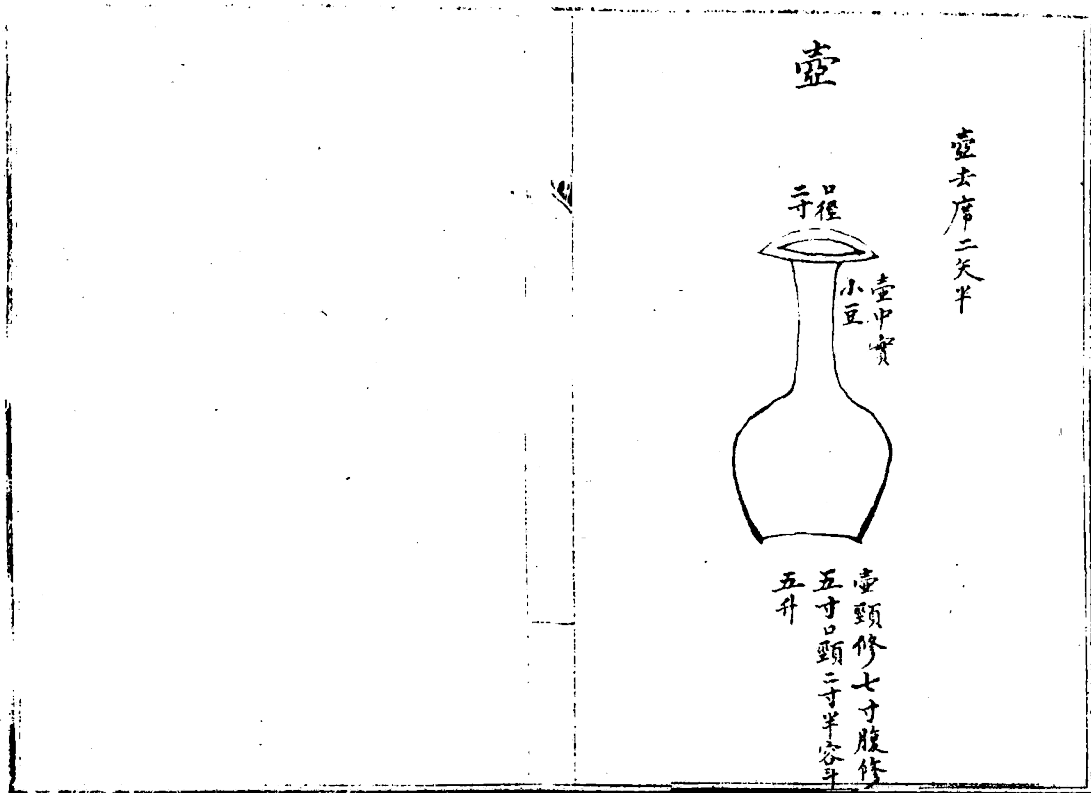 壺
壺去席二矢半
口徑
二寸
壺中實
小豆
壺頸修七寸腹修
五寸口頸二寸半容斗
五升